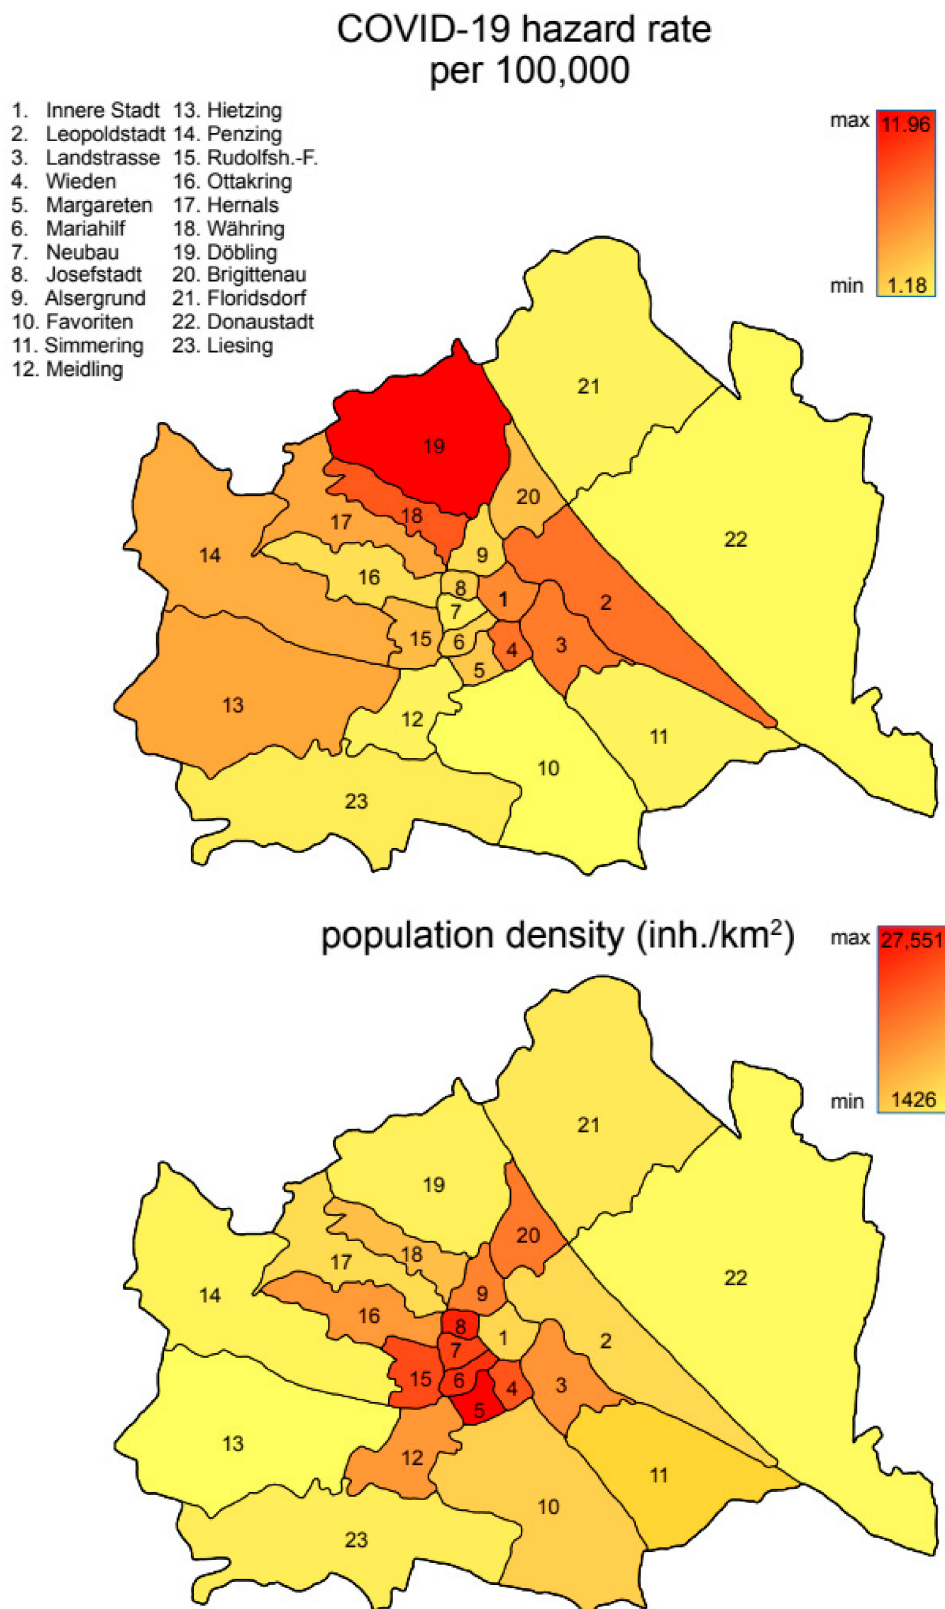 COVID-19 hazard rate
per 100,000
1. Innere Stadt 13. Hietzing
2. Leopoldstadt 14. Penzing
3. Landstrasse 15. Rudolfsh.-F.
4. Wieden 16. Ottakring
5. Margareten 17. Hernals
6. Mariahilf 18. Währing
7. Neubau 19. Döbling
8. Josefstadt 20. Brigittenau
9. Alsergrund 21. Floridsdorf
10. Favoriten 22. Donaustadt
11. Simmering 23. Liesing
12. Meidling
max 11.96
min 1.18
21
19
20
18
17
22
14
9
16
8
1
2
7
15
6
4
3
5
13
12
11
10
23
population density (inh./km²)
max 27,551
min 1426
21
19
20
18
17
22
9
14
16
8
1
2
7
15
6
4
3
5
13
12
11
10
23